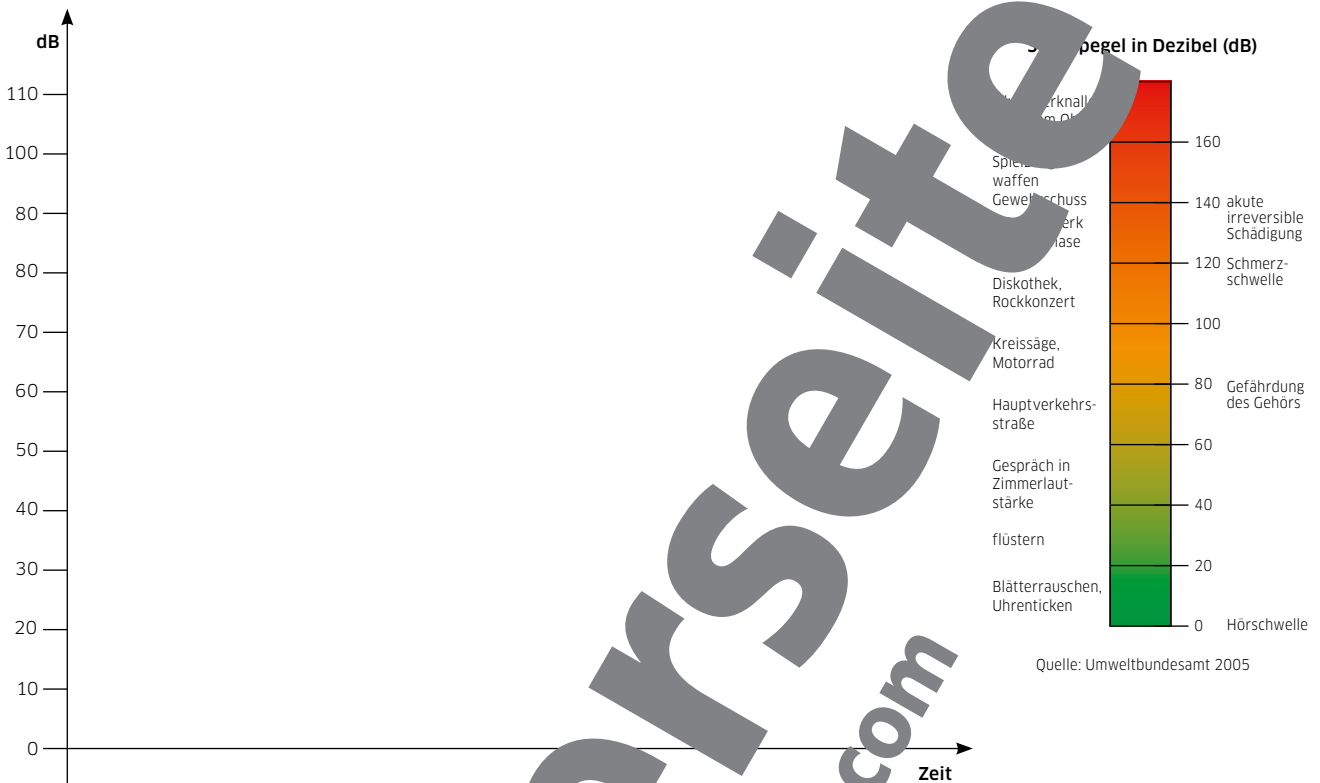 dB
110
100
80
80
70
60
50
40
30
20
10
0
Zeit
pegel in Dezibel (dB)
waffen
Diskothek,
Rockkonzert
Kreissäge,
Motorrad
Hauptverkehrs-
straße
Gespräch in
Zimmerlaut-
stärke
flüstern
Blätterrauschen,
Uhrenticken
160
140 akute
irreversible
Schädigung
120 Schmerz-
schwelle
100
80 Gefährdung
des Gehörs
60
40
20
0 Hörschwelle
Quelle: Umweltbundesamt 2005
erseite
com